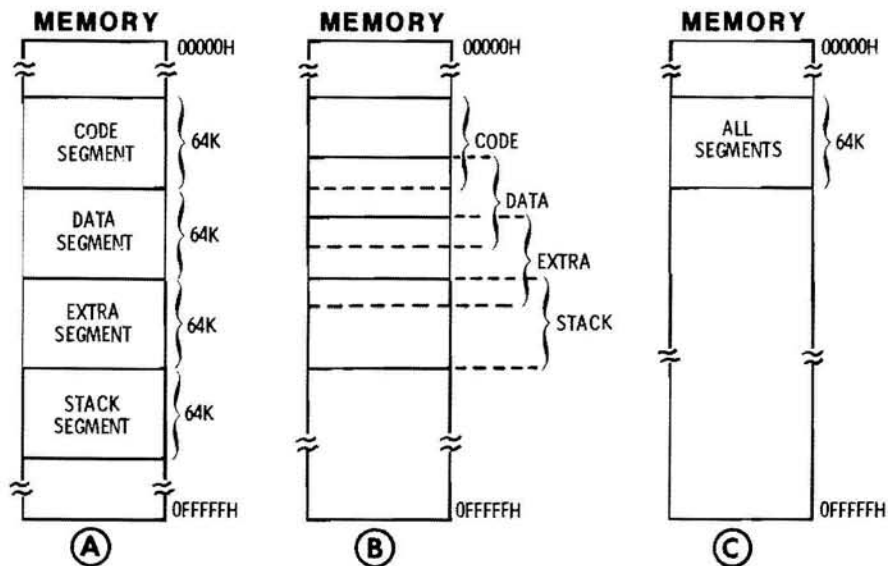 MEMORY
00000H
CODE
SEGMENT
64K
DATA
SEGMENT
64K
EXTRA
SEGMENT
64K
STACK
SEGMENT
64K
0FFFFFH
A
MEMORY
00000H
CODE
DATA
EXTRA
STACK
0FFFFFH
B
MEMORY
00000H
ALL
SEGMENTS
64K
0FFFFFH
C